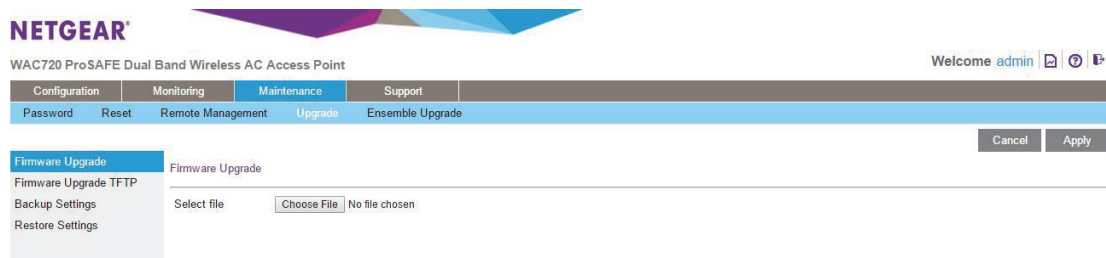 NETGEAR®
WAC720 ProSAFE Dual Band Wireless AC Access Point
Welcome admin
Configuration Monitoring Maintenance Support
Password Reset Remote Management Upgrade Ensemble Upgrade
Cancel Apply
Firmware Upgrade
Firmware Upgrade TFTP
Backup Settings
Restore Settings
Firmware Upgrade
Select file Choose File No file chosen